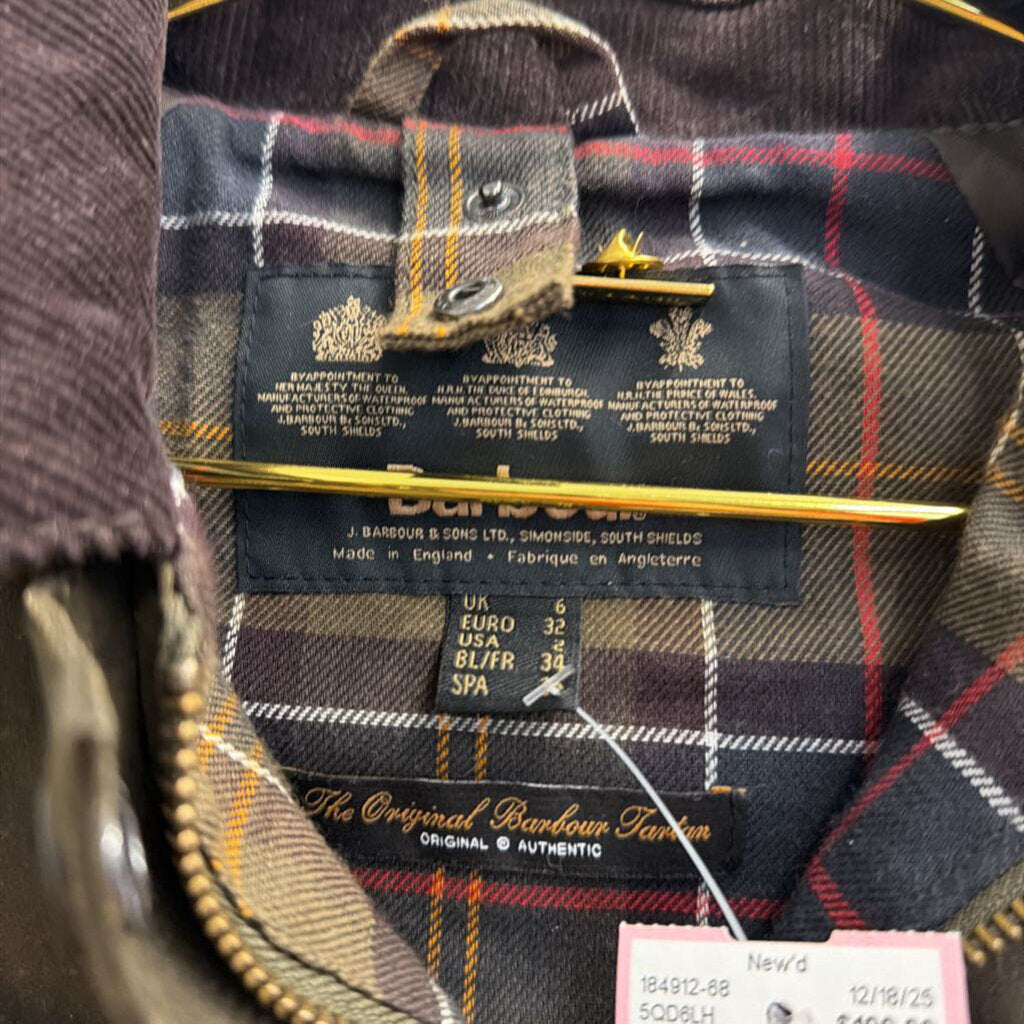 BY APPOINTMENT TO
HER MAJESTY THE QUEEN.
MANUFACTURERS OF WATERPROOF
AND PROTECTIVE CLOTHING
J.BARBOUR & SONS LTD.,
SOUTH SHIELDS
BY APPOINTMENT TO
H.R.H. THE DUKE OF EDINBURGH.
MANUFACTURERS OF WATERPROOF
AND PROTECTIVE CLOTHING
J.BARBOUR & SONS LTD.,
SOUTH SHIELDS
BY APPOINTMENT TO
H.R.H. THE PRINCE OF WALES.
MANUFACTURERS OF WATERPROOF
AND PROTECTIVE CLOTHING
J.BARBOUR & SONS LTD.,
SOUTH SHIELDS
Barbour®
J. BARBOUR & SONS LTD., SIMONSIDE, SOUTH SHIELDS
Made in England • Fabrique en Angleterre
UK 6
EURO 32
USA 2
BL/FR 34
SPA
The Original Barbour Tartan
ORIGINAL & AUTHENTIC
New'd
184912-68 12/18/25
5QD6LH